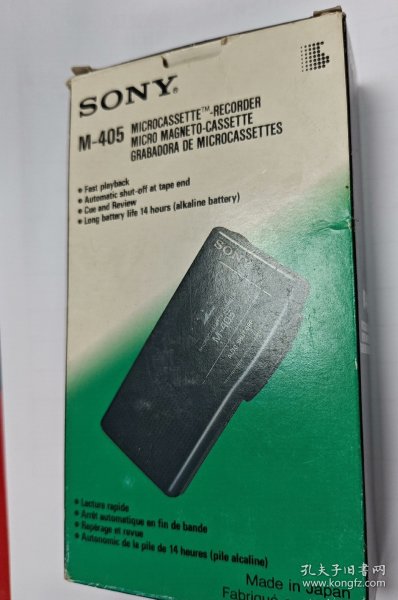 SONY®
M-405 MICROCASSETTE™-RECORDER
MICRO MAGNETO-CASSETTE
GRABADORA DE MICROCASSETTES
• Fast playback
• Automatic shut-off at tape end
• Cue and Review
• Long battery life 14 hours (alkaline battery)
SONY
M-405
• Lecture rapide
• Arrêt automatique en fin de bande
• Repérage et revue
• Autonomie de la pile de 14 heures (pile alcaline)
Made in Japan
Fabriqué
孔夫子旧书网
www.kongfz.com